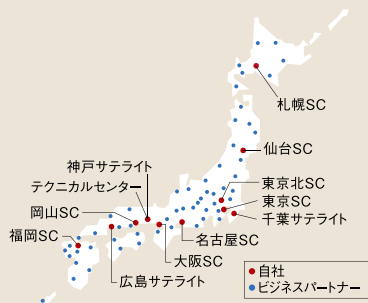 札幌SC
仙台SC
神戸サテライト
テクニカルセンター
岡山SC
福岡SC
東京北SC
東京SC
千葉サテライト
名古屋SC
大阪SC
広島サテライト
自社
ビジネスパートナー